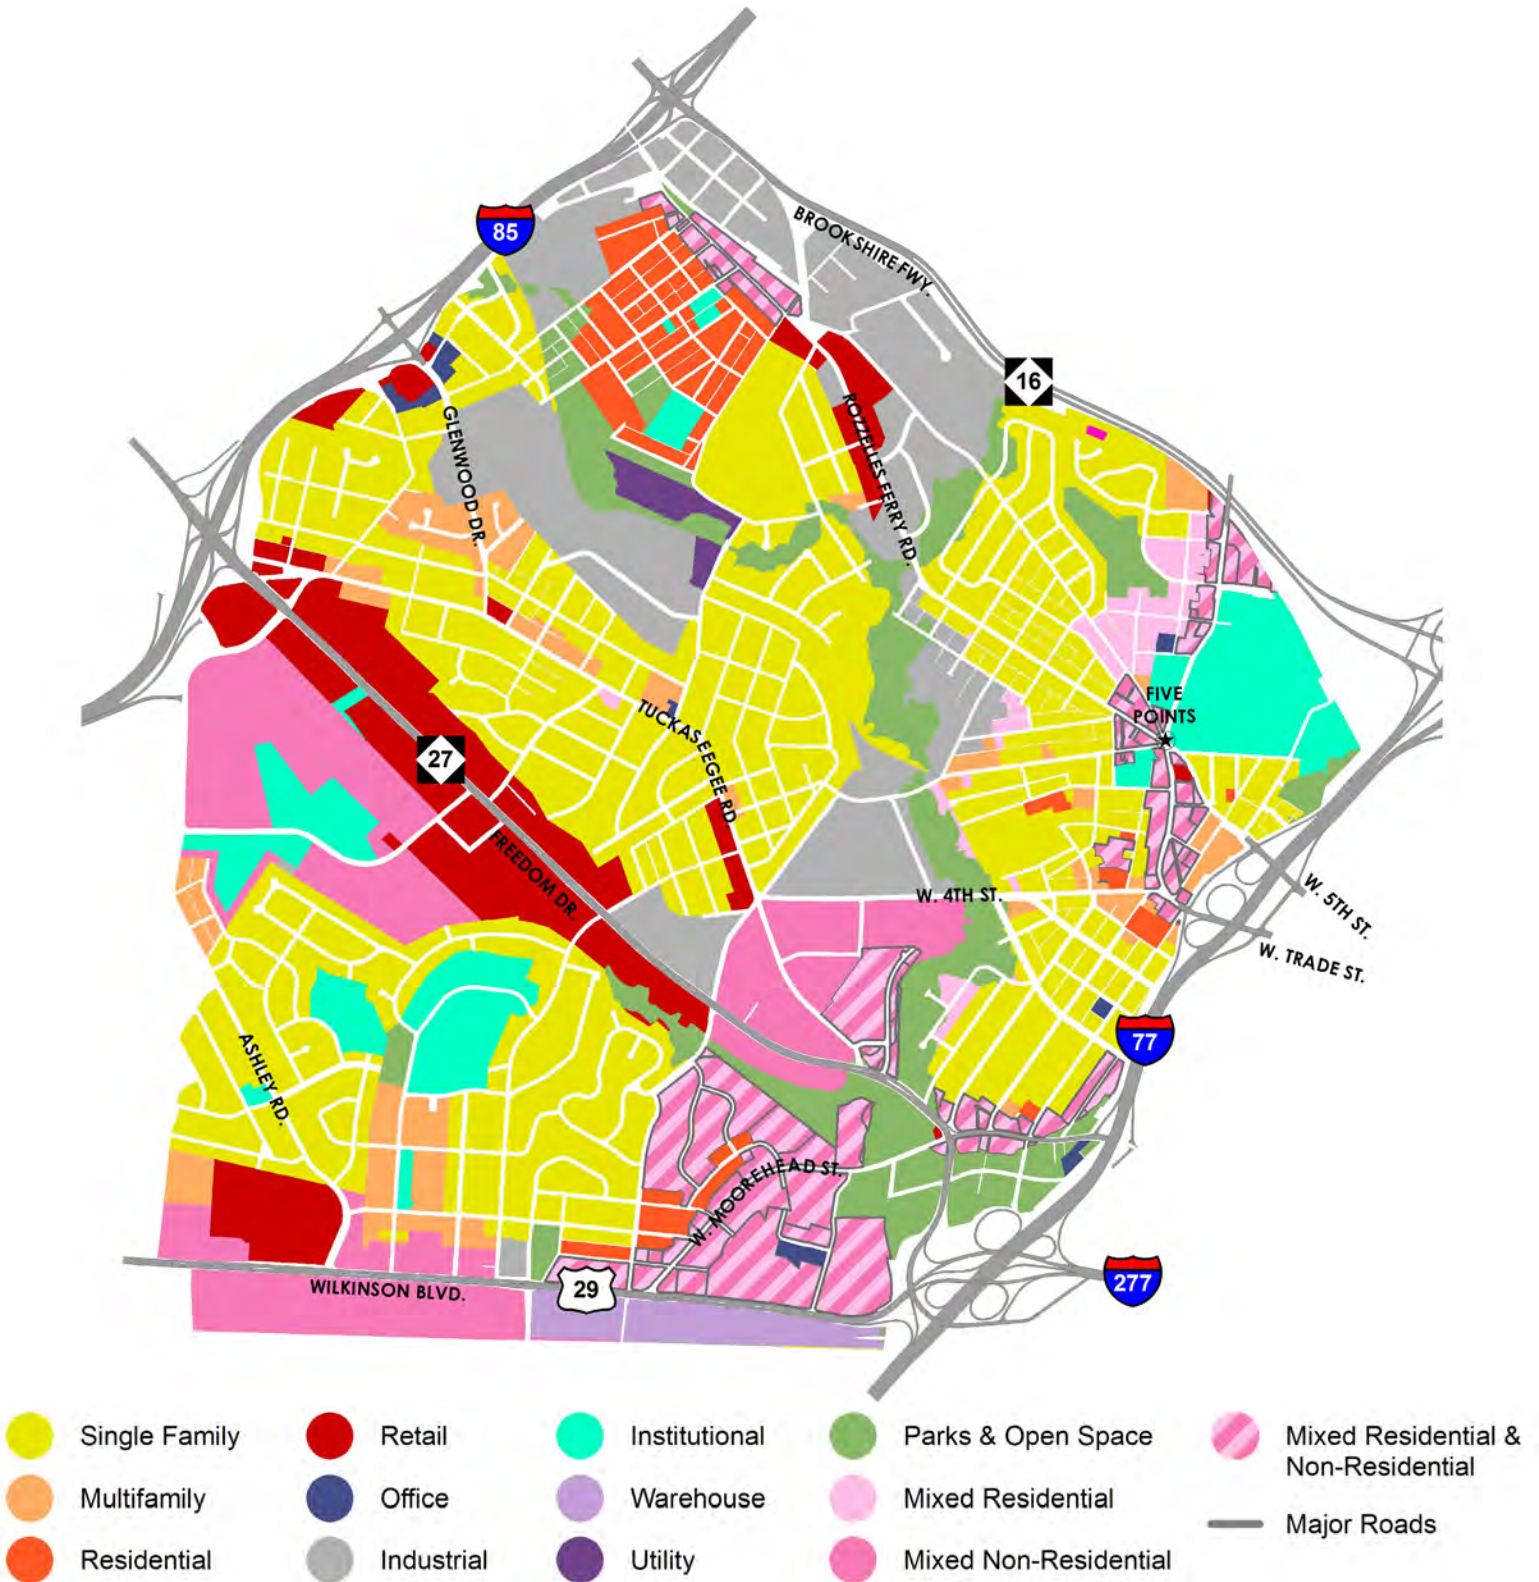 85
BROOKSHIRE FWY.
16
GLENWOOD DR.
ROZZELLES FERRY RD.
FIVE
POINTS
TUCKASEEGEE RD.
27
FREEDOM DR.
W. 4TH ST.
W. 5TH ST.
W. TRADE ST.
77
ASHLEY RD.
W. MOOREHEAD ST.
277
WILKINSON BLVD.
29
Single Family
Retail
Institutional
Parks & Open Space
Mixed Residential &
Non-Residential
Multifamily
Office
Warehouse
Mixed Residential
Major Roads
Residential
Industrial
Utility
Mixed Non-Residential